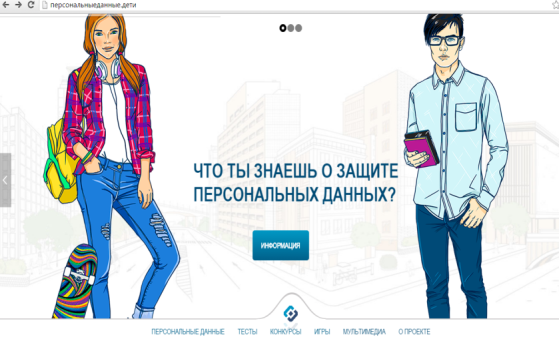 персональныеданные.дети
ЧТО ТЫ ЗНАЕШЬ О ЗАЩИТЕ
ПЕРСОНАЛЬНЫХ ДАННЫХ?
ИНФОРМАЦИЯ
ПЕРСОНАЛЬНЫЕ ДАННЫЕ ТЕСТЫ КОНКУРСЫ ИГРЫ МУЛЬТИМЕДИА О ПРОЕКТЕ